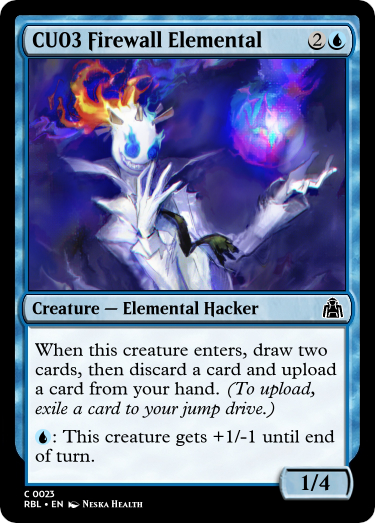 CU03 Firewall Elemental 2
Creature — Elemental Hacker
When this creature enters, draw two
cards, then discard a card and upload
a card from your hand. (To upload,
exile a card to your jump drive.)
: This creature gets +1/-1 until end
of turn.
1/4
C 0023
RBL • EN Neska Health